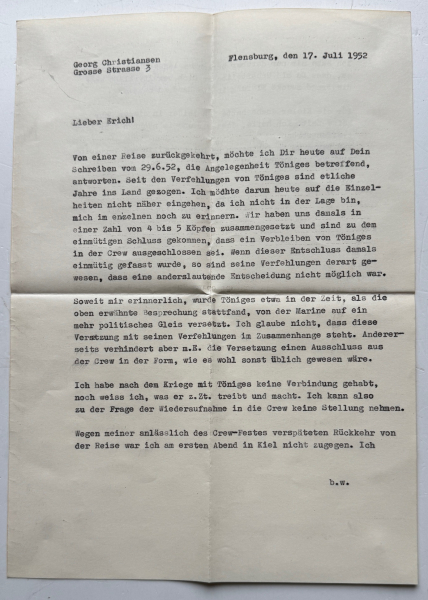 Georg Christiansen
Grosse Strasse 3
Flensburg, den 17. Juli 1952
Lieber Erich!
Von einer Reise zurückgekehrt, möchte ich Dir heute auf Dein
Schreiben vom 29.6.52, die Angelegenheit Töniges betreffend,
antworten. Seit den Verfehlungen von Töniges sind etliche
Jahre ins Land gezogen. Ich möchte darum heute auf die Einzel-
heiten nicht näher eingehen, da ich nicht in der Lage bin,
mich im enzelnen noch zu erinnern. Wir haben uns damals in
einer Zahl von 4 bis 5 Köpfen zusammengesetzt und sind zu dem
einmütigen Schluss gekommen, dass ein Verbleiben von Töniges
in der Crew ausgeschlossen sei. Wenn dieser Entschluss damals
einmütig gefasst wurde, so sind seine Verfehlungen derart ge-
wesen, dass eine anderslautende Entscheidung nicht möglich war.
Soweit mir erinnerlich, wurde Töniges etwa in der Zeit, als die
oben erwähnte Besprechung stattfand, von der Marine auf ein
mehr politisches Gleis versetzt. Ich glaube nicht, dass diese
Versetzung mit seinen Verfehlungen im Zusammenhange steht. Anderer-
seits verhindert aber m.E. die Versetzung einen Ausschluss aus
der Crew in der Form, wie es wohl sonst üblich gewesen wäre.
Ich habe nach dem Kriege mit Töniges keine Verbindung gehabt,
noch weiss ich, was er z.Zt. treibt und macht. Ich kann also
zu der Frage der Wiederaufnahme in die Crew keine Stellung nehmen.
Wegen meiner anlässlich des Crew-Festes verspäteten Rückkehr von
der Reise war ich am ersten Abend in Kiel nicht zugegen. Ich
b.w.